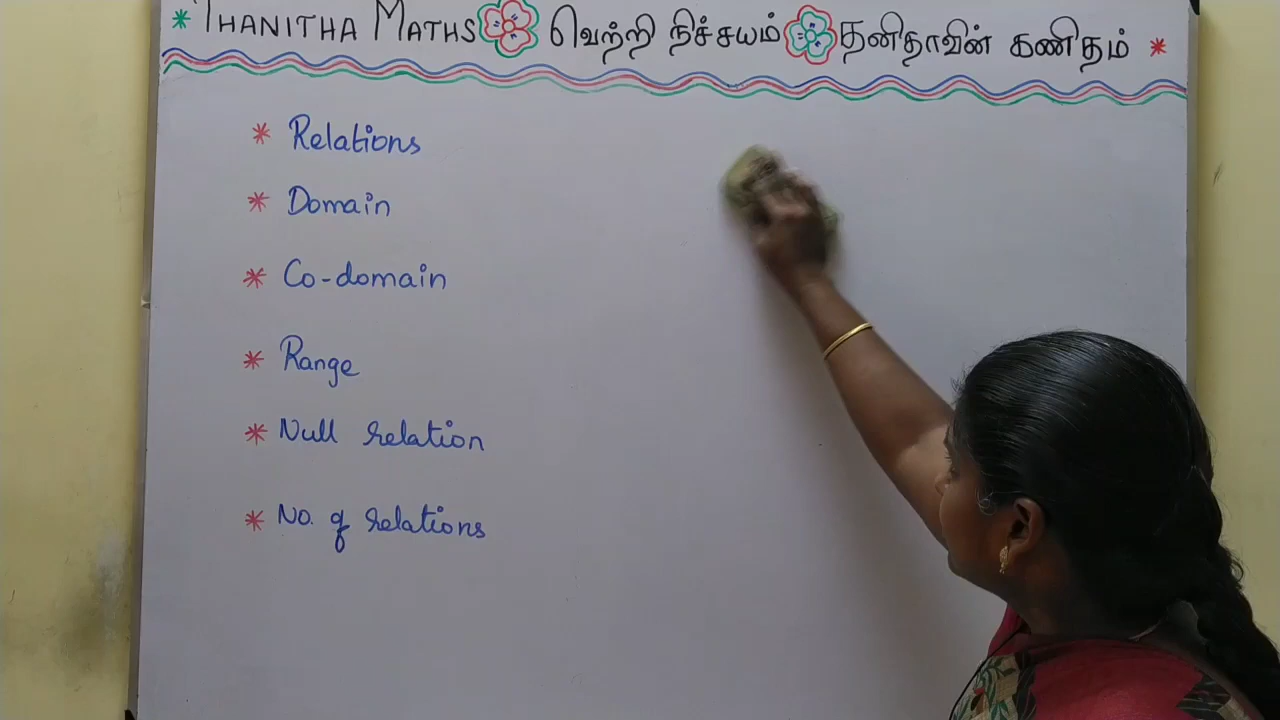 * THANITHA MATHS வெற்றி நிச்சயம் தனிதாவின் கணிதம் *
* Relations
* Domain
* Co-domain
* Range
* Null relation
* No. of relations